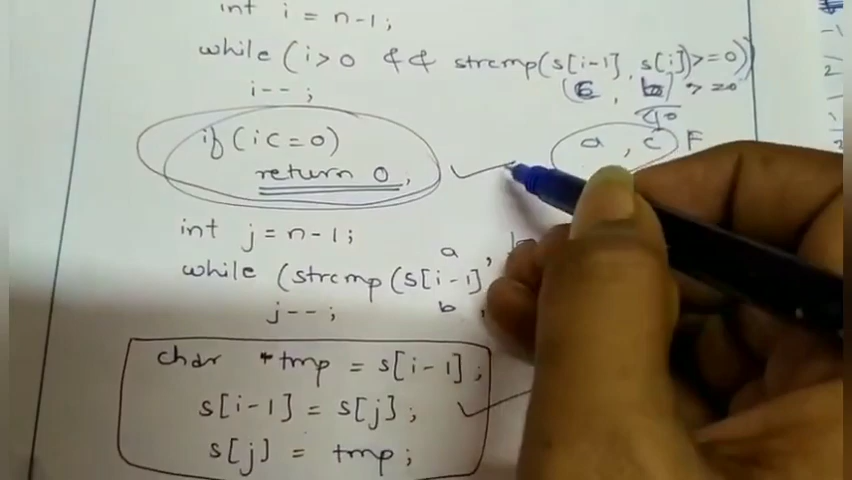 int i = n-1;
while (i>0 && strcmp(s[i-1], s[i])>=0)
i--;
if (i<=0)
a, c F
return 0;
int j = n-1;
a, b
while (strcmp(s[i-1],
j--; b
char *tmp = s[i-1];
s[i-1] = s[j];
s[j] = tmp;